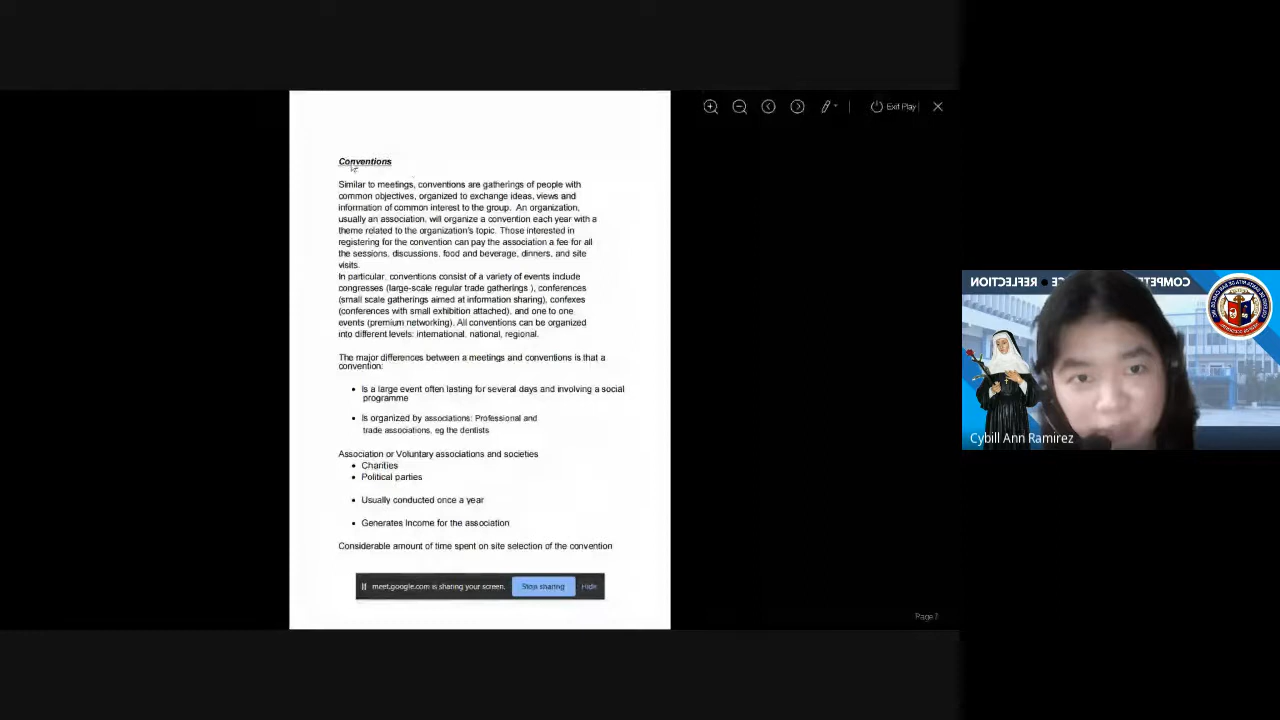 Exit Play
Conventions
Similar to meetings, conventions are gatherings of people with
common objectives, organized to exchange ideas, views and
information of common interest to the group. An organization,
usually an association, will organize a convention each year with a
theme related to the organization's topic. Those interested in
registering for the convention can pay the association a fee for all
the sessions, discussions, food and beverage, dinners, and site
visits.
In particular, conventions consist of a variety of events include
congresses (large-scale regular trade gatherings ), conferences
(small scale gatherings aimed at information sharing), confexes
(conferences with small exhibition attached), and one to one
events (premium networking). All conventions can be organized
into different levels: international, national, regional.
The major differences between a meetings and conventions is that a
convention:
• Is a large event often lasting for several days and involving a social
programme
• Is organized by associations: Professional and
trade associations, eg the dentists
Association or Voluntary associations and societies
• Charities
• Political parties
• Usually conducted once a year
• Generates Income for the association
Considerable amount of time spent on site selection of the convention
meet.google.com is sharing your screen.
Stop sharing
Hide
Page7
COMPETE
CE • REFLECTION
Cybill Ann Ramirez